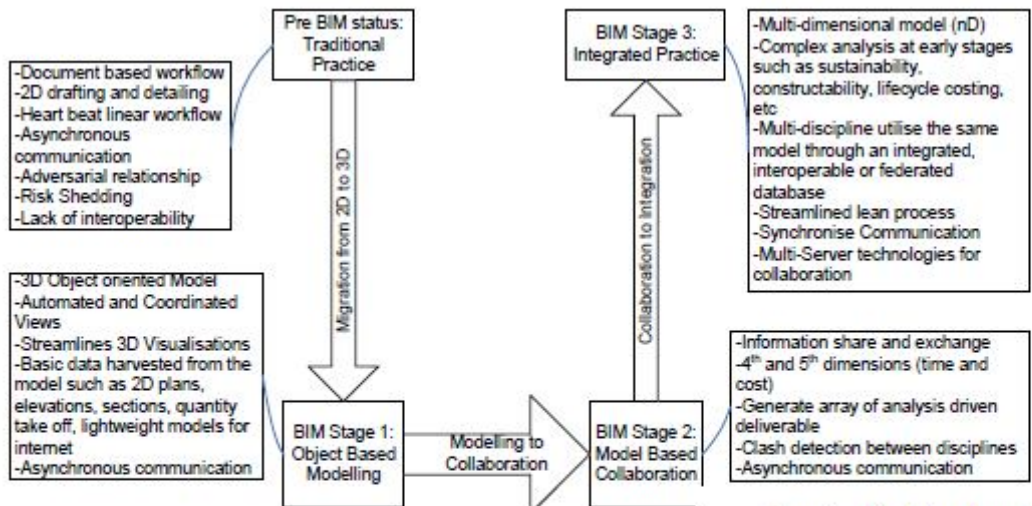 Pre BIM status:
Traditional
Practice
-Document based workflow
-2D drafting and detailing
-Heart beat linear workflow
-Asynchronous
communication
-Adversarial relationship
-Risk Shedding
-Lack of interoperability
Migration from 2D to 3D
-3D Object oriented Model
-Automated and Coordinated
Views
-Streamlines 3D Visualisations
-Basic data harvested from the
model such as 2D plans,
elevations, sections, quantity
take off, lightweight models for
internet
-Asynchronous communication
BIM Stage 1:
Object Based
Modelling
Modelling to
Collaboration
BIM Stage 2:
Model Based
Collaboration
-Information share and exchange
-4th and 5th dimensions (time and
cost)
-Generate array of analysis driven
deliverable
-Clash detection between disciplines
-Asynchronous communication
Collaboration to Integration
BIM Stage 3:
Integrated Practice
-Multi-dimensional model (nD)
-Complex analysis at early stages
such as sustainability,
constructability, lifecycle costing,
etc
-Multi-discipline utilise the same
model through an integrated,
interoperable or federated
database
-Streamlined lean process
-Synchronise Communication
-Multi-Server technologies for
collaboration